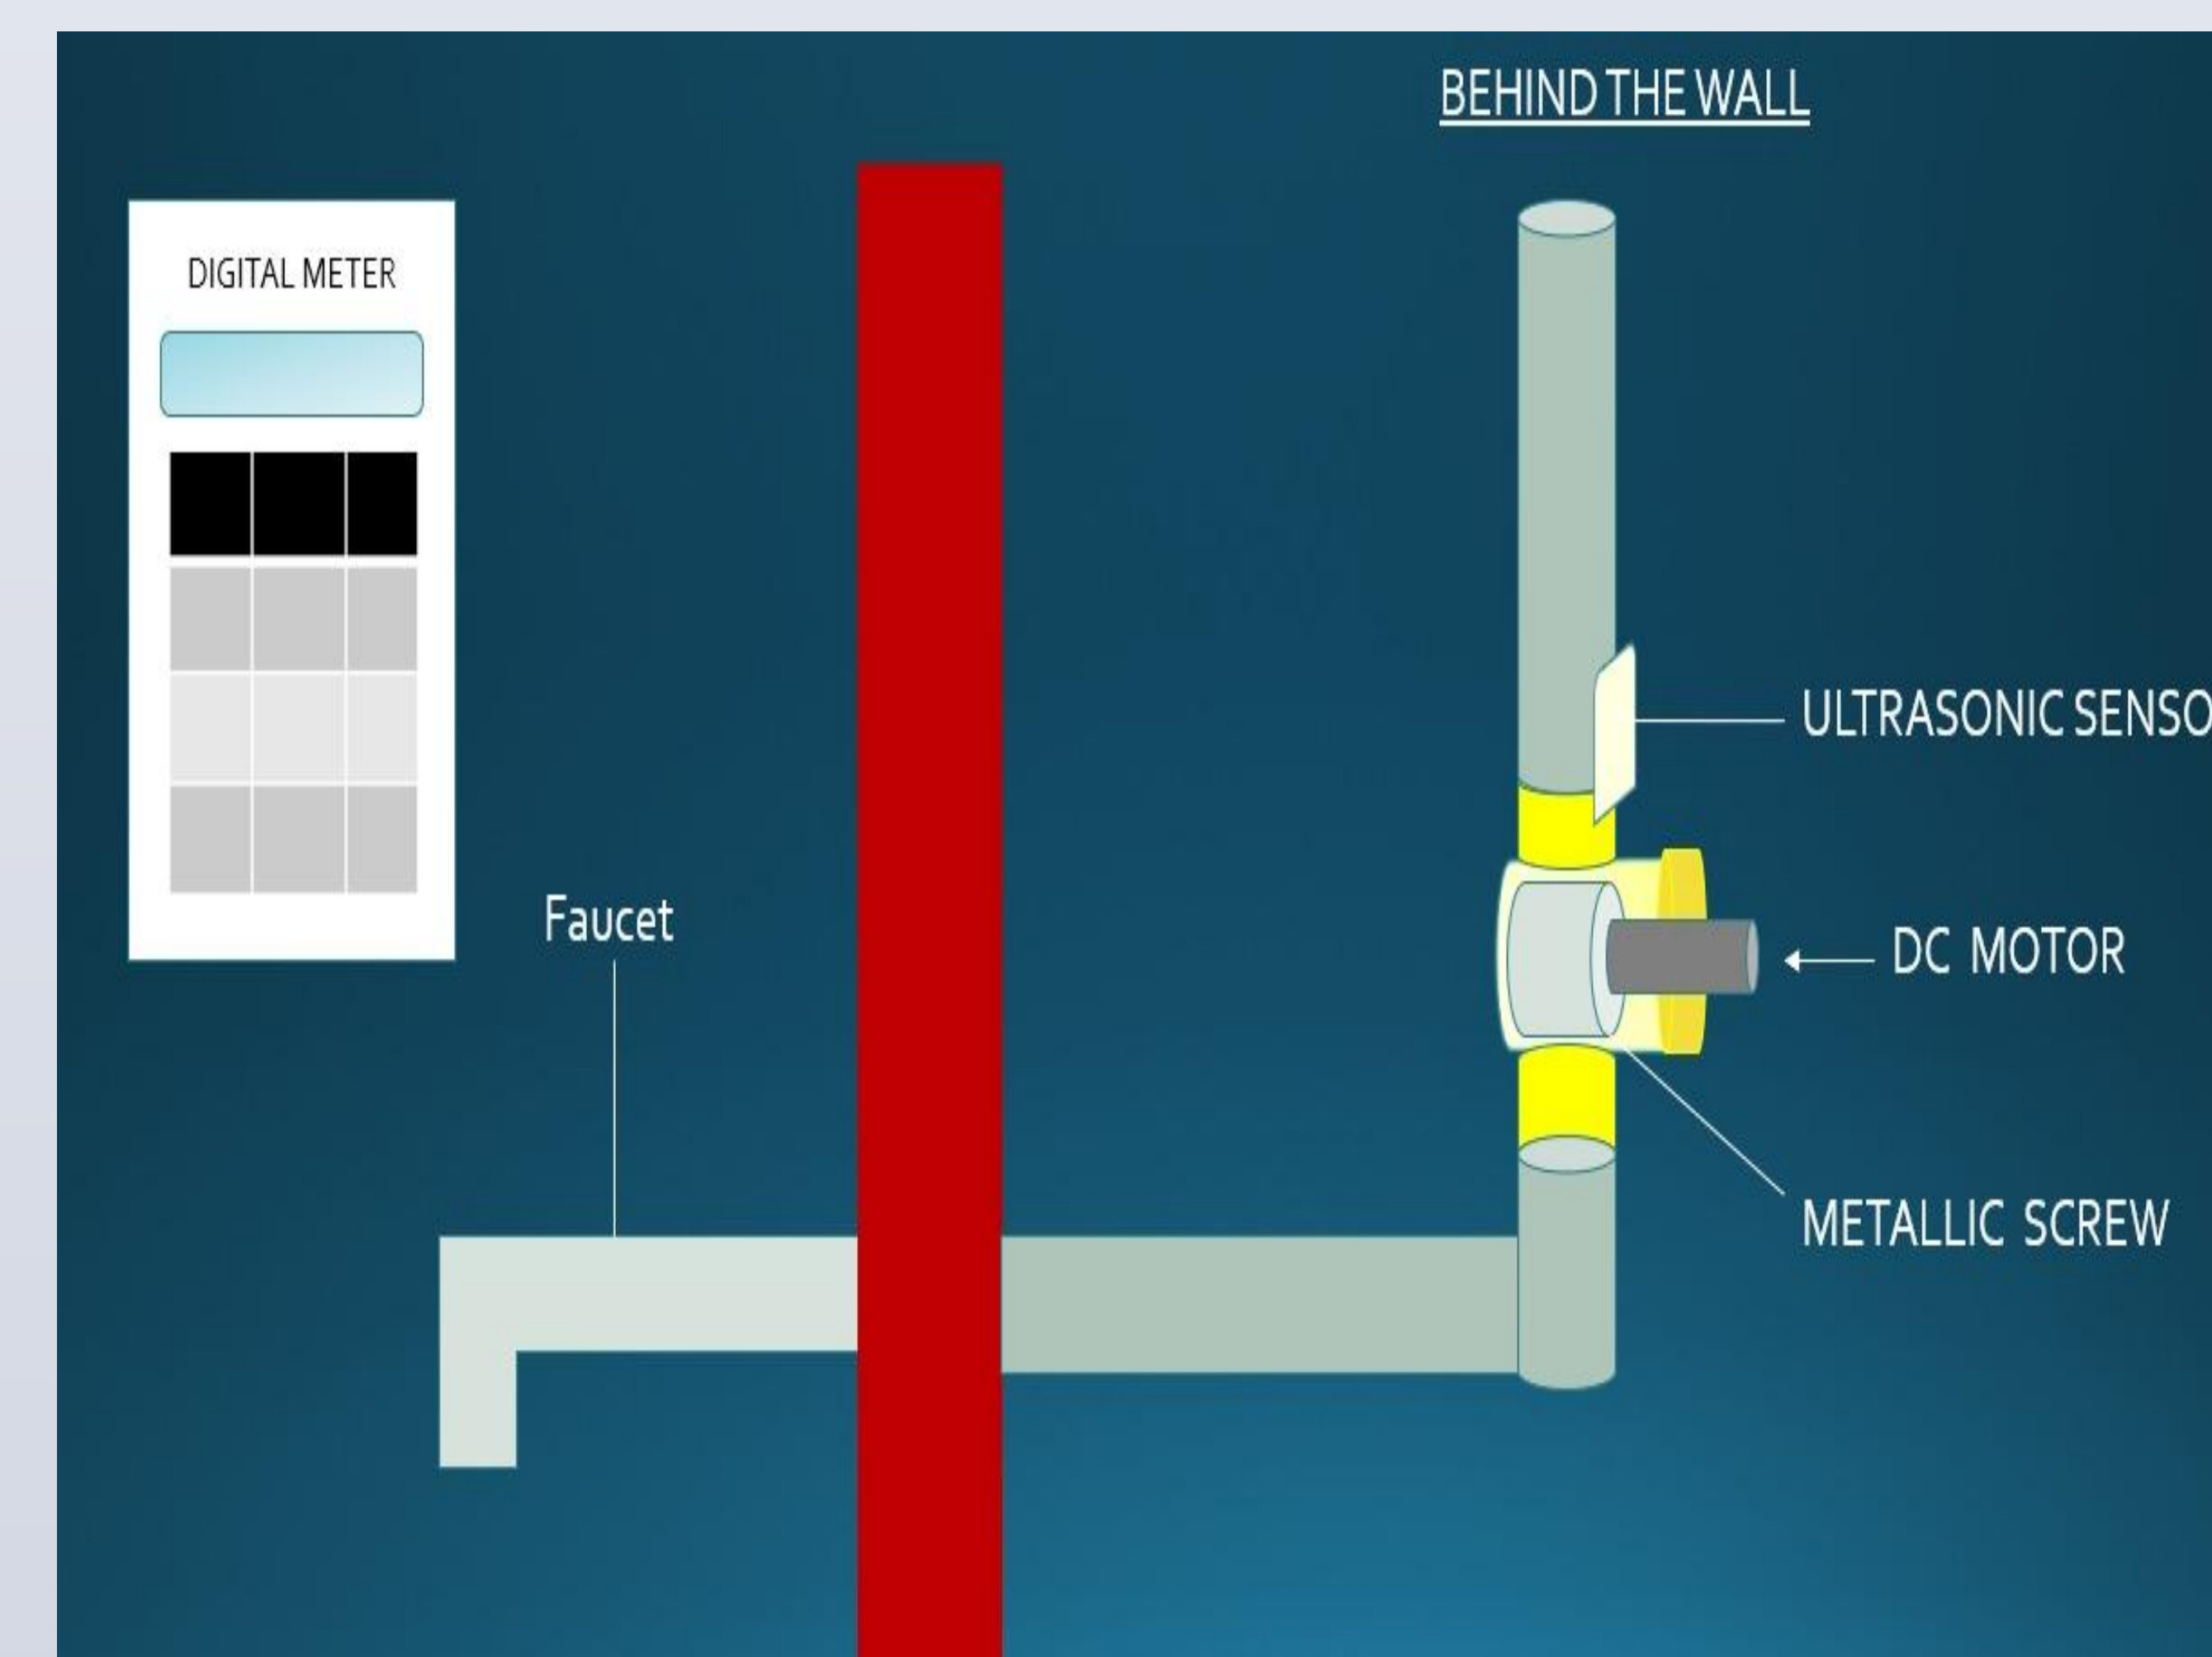 BEHIND THE WALL
DIGITAL METER
ULTRASONIC SENSO
Faucet
DC MOTOR
METALLIC SCREW